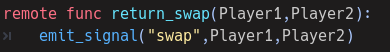 remote func return_swap(Player1,Player2):
emit_signal("swap",Player1,Player2)